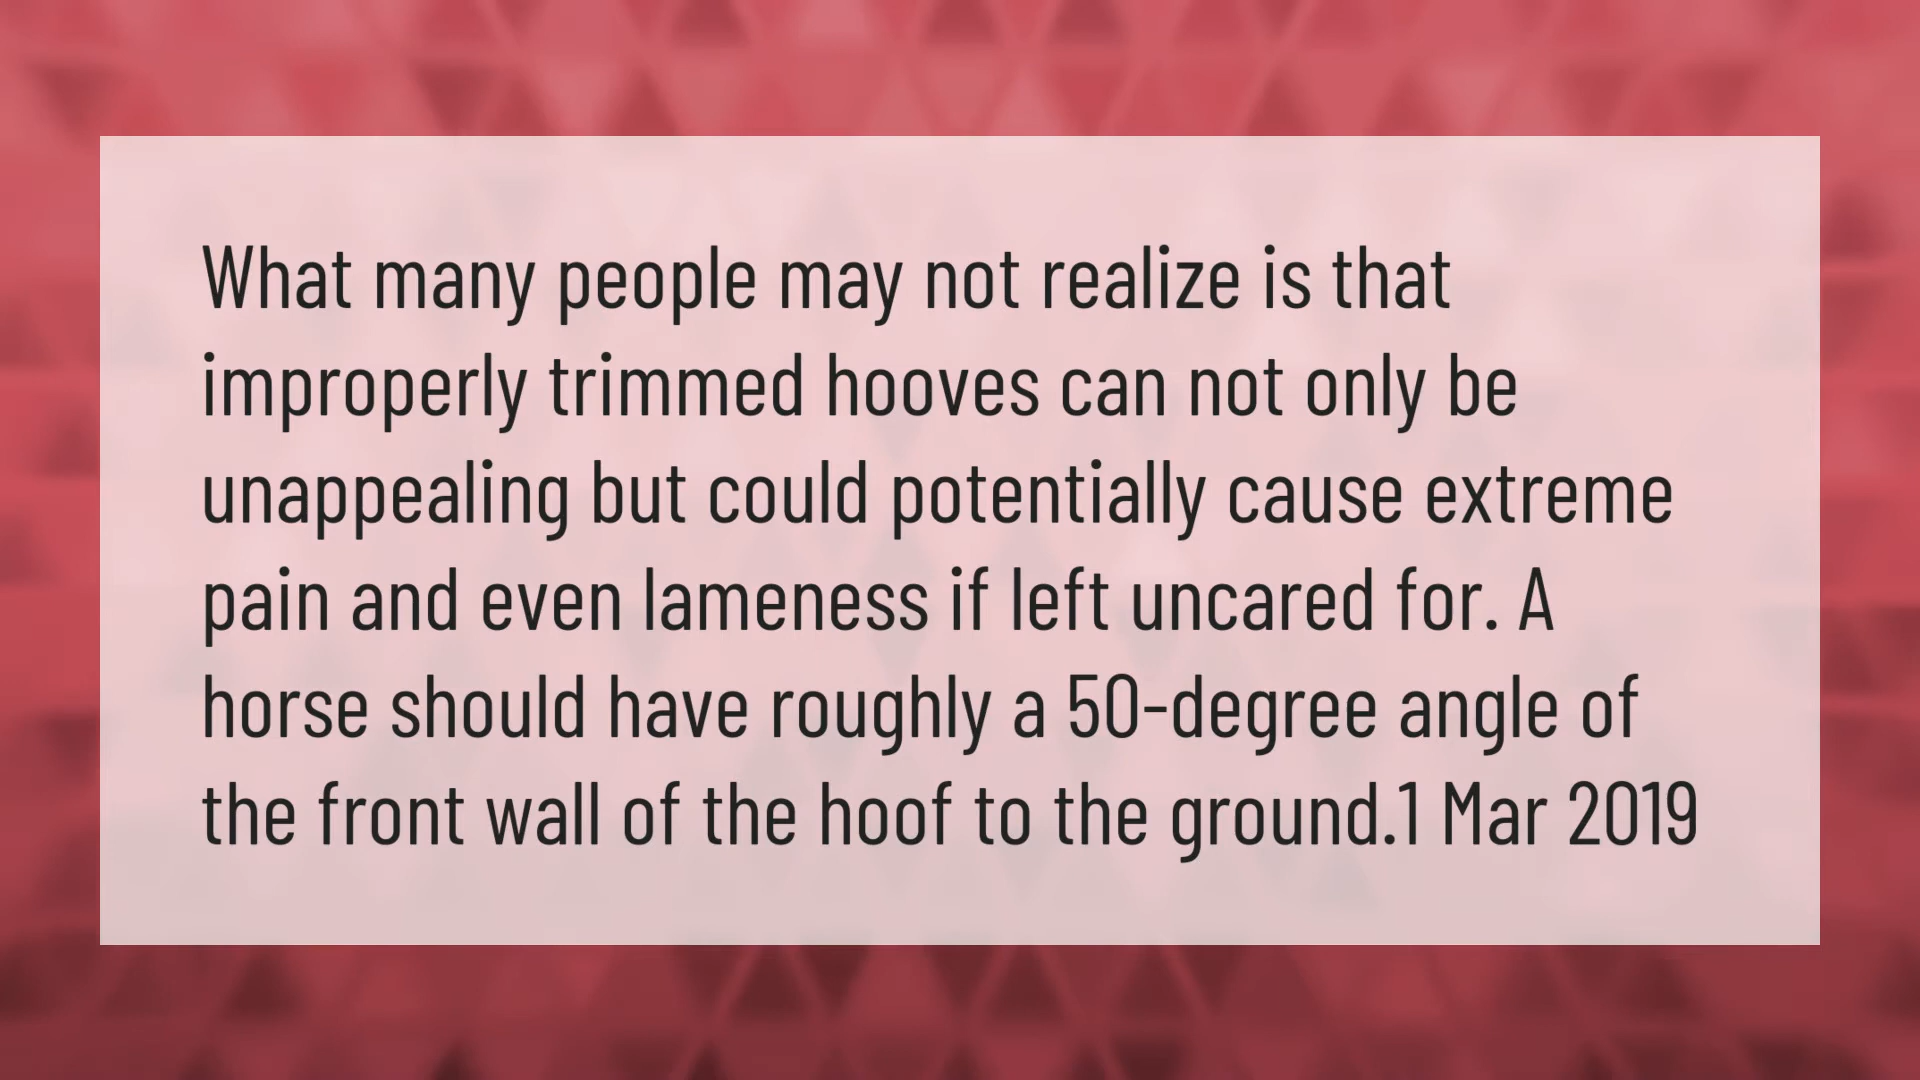 What many people may not realize is that
improperly trimmed hooves can not only be
unappealing but could potentially cause extreme
pain and even lameness if left uncared for. A
horse should have roughly a 50-degree angle of
the front wall of the hoof to the ground.1 Mar 2019